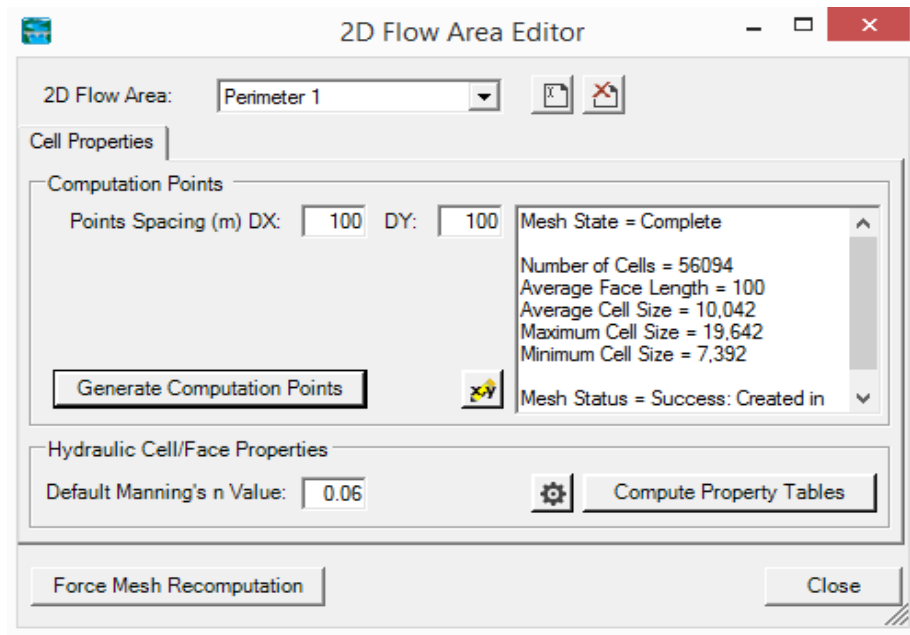 2D Flow Area Editor
2D Flow Area: Perimeter 1
Cell Properties
Computation Points
Points Spacing (m) DX: 100 DY: 100
Mesh State = Complete
Number of Cells = 56094
Average Face Length = 100
Average Cell Size = 10,042
Maximum Cell Size = 19,642
Minimum Cell Size = 7,392
Mesh Status = Success: Created in
Generate Computation Points
x,y
Hydraulic Cell/Face Properties
Default Manning's n Value: 0.06
Compute Property Tables
Force Mesh Recomputation
Close